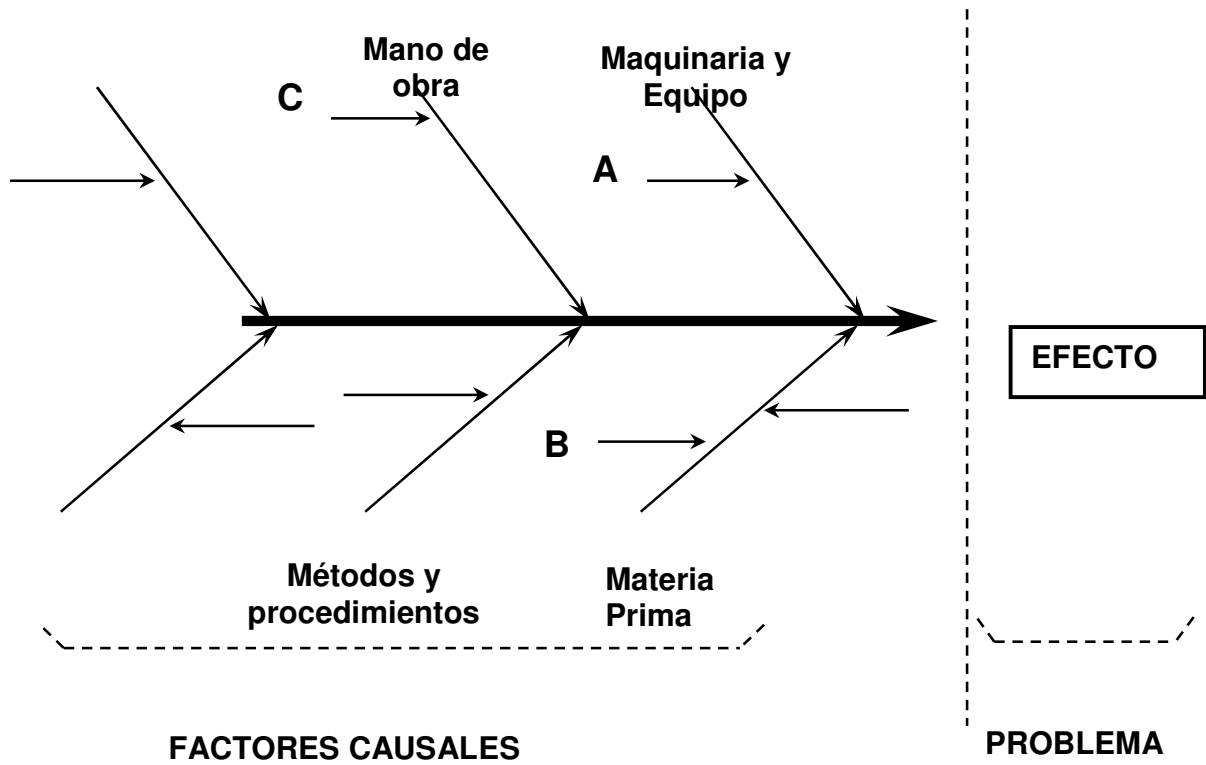 Mano de
obra
Maquinaria y
Equipo
C
A
EFECTO
B
Métodos y
procedimientos
Materia
Prima
FACTORES CAUSALES
PROBLEMA